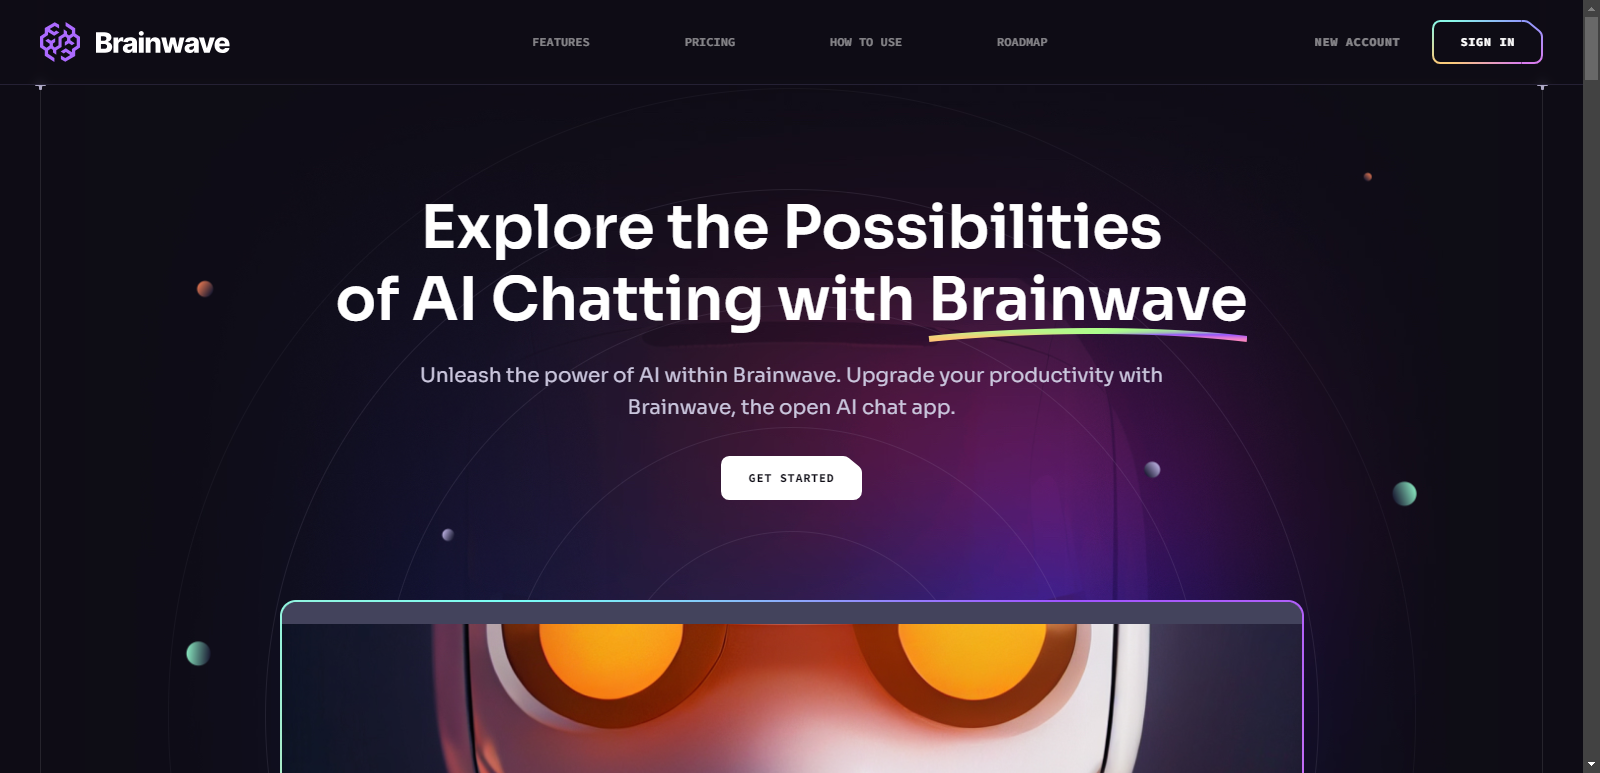 Brainwave
FEATURES
PRICING
HOW TO USE
ROADMAP
NEW ACCOUNT
SIGN IN
Explore the Possibilities
of AI Chatting with Brainwave
Unleash the power of AI within Brainwave. Upgrade your productivity with
Brainwave, the open AI chat app.
GET STARTED